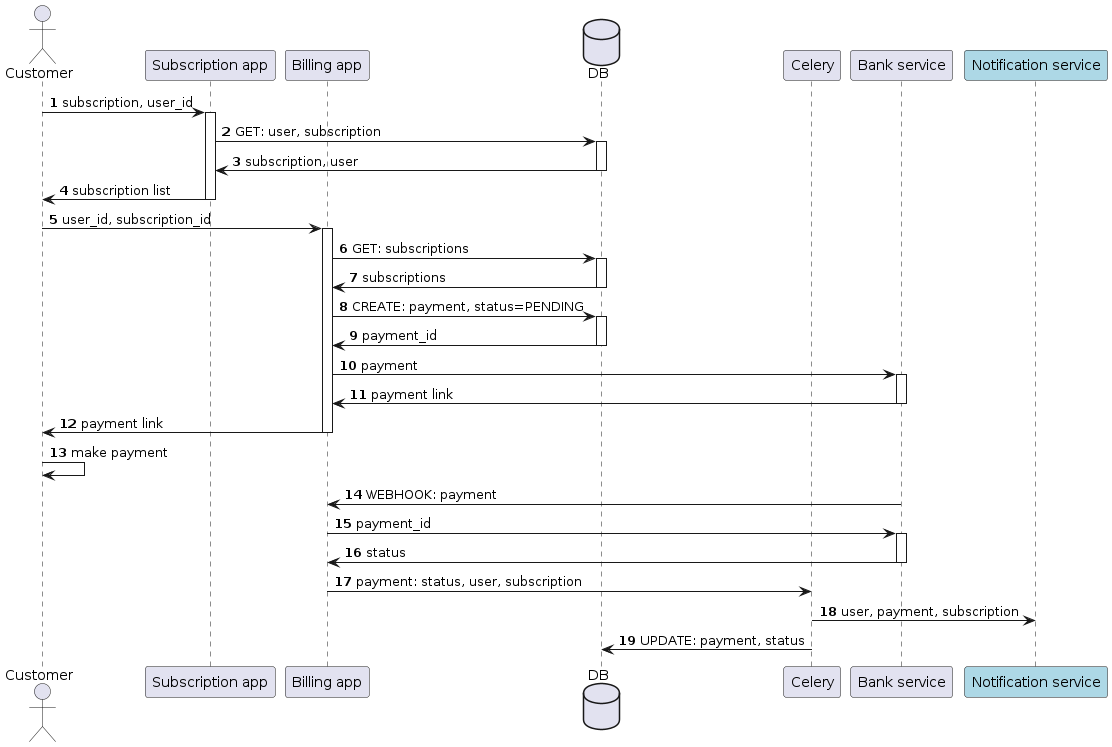 Customer
Subscription app
Billing app
DB
Celery
Bank service
Notification service
1 subscription, user_id
2 GET: user, subscription
3 subscription, user
4 subscription list
5 user_id, subscription_id
6 GET: subscriptions
7 subscriptions
8 CREATE: payment, status=PENDING
9 payment_id
10 payment
11 payment link
12 payment link
13 make payment
14 WEBHOOK: payment
15 payment_id
16 status
17 payment: status, user, subscription
18 user, payment, subscription
19 UPDATE: payment, status
Customer
Subscription app
Billing app
DB
Celery
Bank service
Notification service